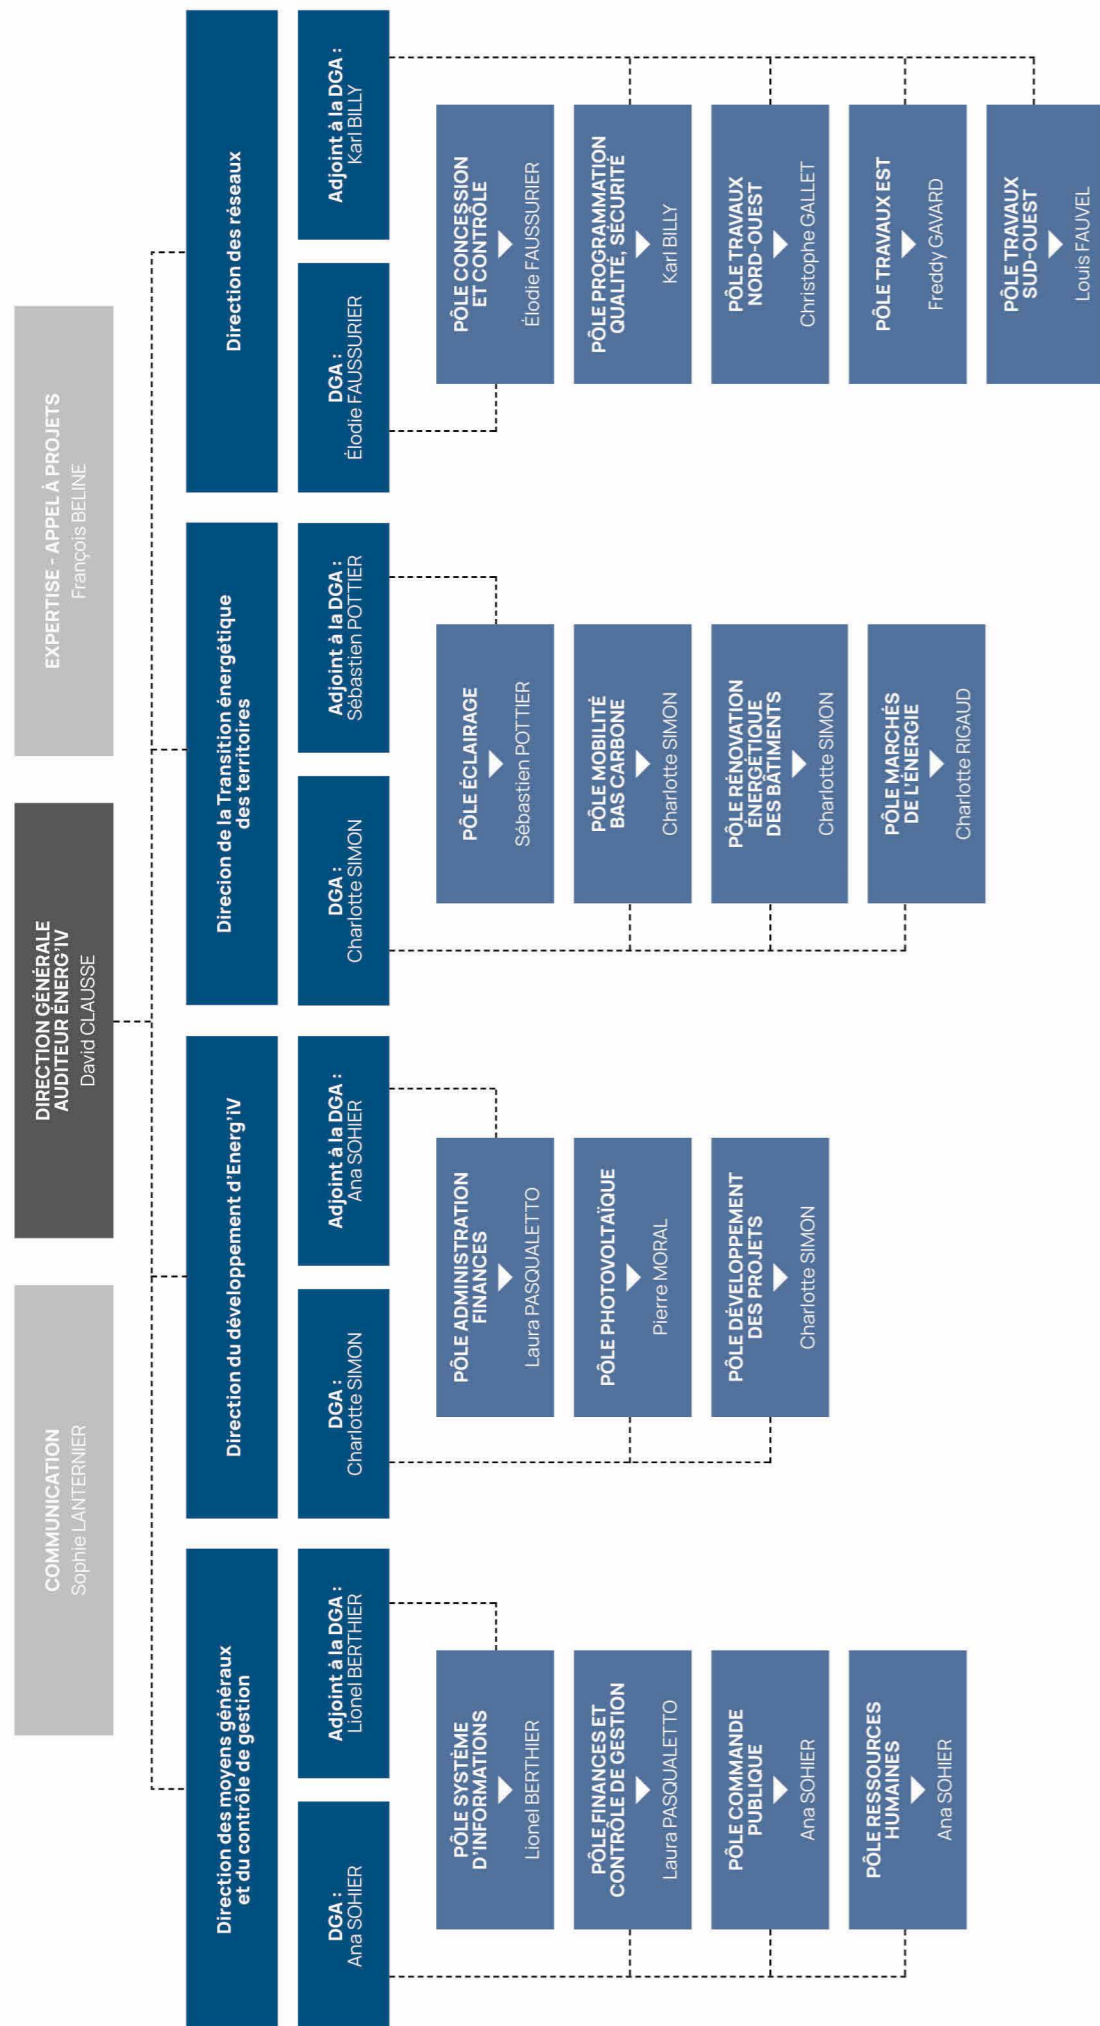 COMMUNICATION
Sophie LANTERNIER
DIRECTION GÉNÉRALE
AUDITEUR ÉNERG'IV
David CLAUSSE
EXPERTISE - APPEL À PROJETS
François BELINE
Direction des moyens généraux
et du contrôle de gestion
DGA :
Ana SOHIER
Adjoint à la DGA :
Lionel BERTHIER
PÔLE SYSTÈME
D'INFORMATIONS
Lionel BERTHIER
PÔLE FINANCES ET
CONTRÔLE DE GESTION
Laura PASQUALETTO
PÔLE COMMANDE
PUBLIQUE
Ana SOHIER
PÔLE RESSOURCES
HUMAINES
Ana SOHIER
Direction du développement d'Energ'iV
DGA :
Charlotte SIMON
Adjoint à la DGA :
Ana SOHIER
PÔLE ADMINISTRATION
FINANCES
Laura PASQUALETTO
PÔLE PHOTOVOLTAÏQUE
Pierre MORAL
PÔLE DÉVELOPPEMENT
DES PROJETS
Charlotte SIMON
Direcion de la Transition énergétique
des territoires
DGA :
Charlotte SIMON
Adjoint à la DGA :
Sébastien POTTIER
PÔLE ÉCLAIRAGE
Sébastien POTTIER
PÔLE MOBILITÉ
BAS CARBONE
Charlotte SIMON
PÔLE RÉNOVATION
ÉNERGÉTIQUE
DES BÂTIMENTS
Charlotte SIMON
PÔLE MARCHÉS
DE L'ÉNERGIE
Charlotte RIGAUD
Direction des réseaux
DGA :
Élodie FAUSSURIER
Adjoint à la DGA :
Karl BILLY
PÔLE CONCESSION
ET CONTRÔLE
Élodie FAUSSURIER
PÔLE PROGRAMMATION
QUALITÉ, SÉCURITÉ
Karl BILLY
PÔLE TRAVAUX
NORD-OUEST
Christophe GALLET
PÔLE TRAVAUX EST
Freddy GAVARD
PÔLE TRAVAUX
SUD-OUEST
Louis FAUVEL